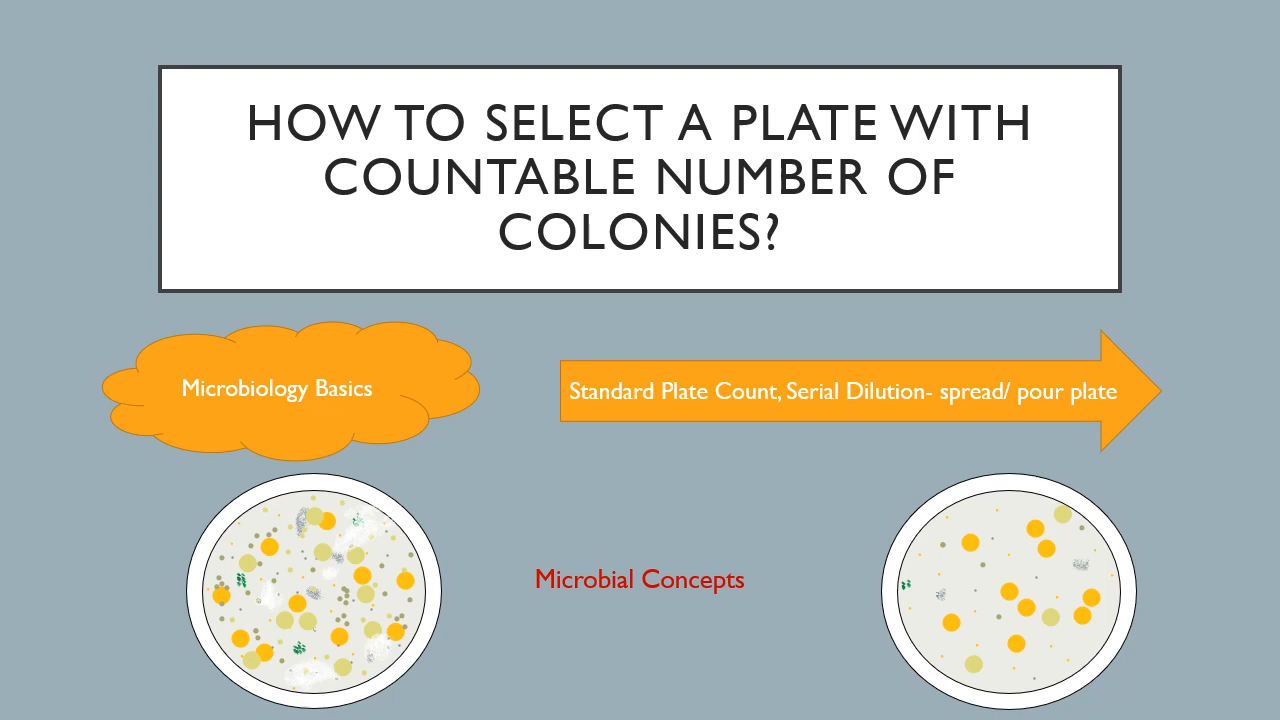 HOW TO SELECT A PLATE WITH
COUNTABLE NUMBER OF
COLONIES?
Microbiology Basics
Standard Plate Count, Serial Dilution- spread/ pour plate
Microbial Concepts